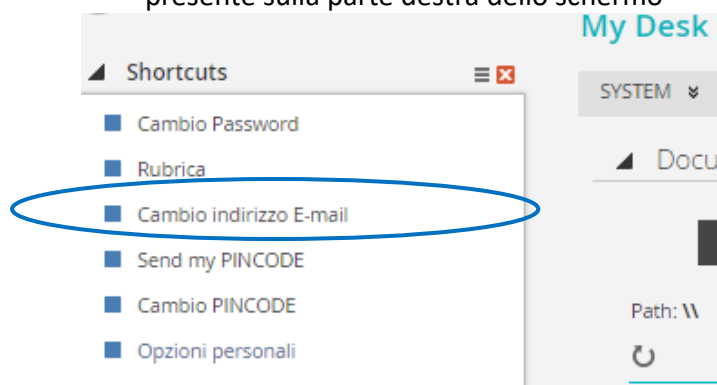 presente sulla parte destra dello schermo
My Desk
Shortcuts
SYSTEM
Cambio Password
Rubrica
Docu
Cambio indirizzo E-mail
Send my PINCODE
Cambio PINCODE
Path: \\
Opzioni personali